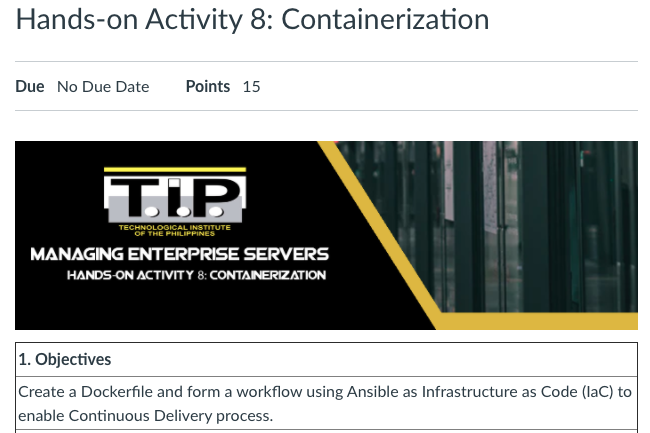 Hands-on Activity 8: Containerization
Due No Due Date Points 15
T.I.P.
TECHNOLOGICAL INSTITUTE
OF THE PHILIPPINES
MANAGING ENTERPRISE SERVERS
HANDS-ON ACTIVITY 8: CONTAINERIZATION
1. Objectives
Create a Dockerfile and form a workflow using Ansible as Infrastructure as Code (IaC) to
enable Continuous Delivery process.